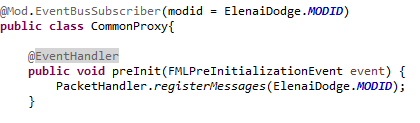 @Mod.EventBusSubscriber(modid = ElenaiDodge.MODID)
public class CommonProxy{
@EventHandler
public void preInit(FMLPreInitializationEvent event) {
PacketHandler.registerMessages(ElenaiDodge.MODID);
}